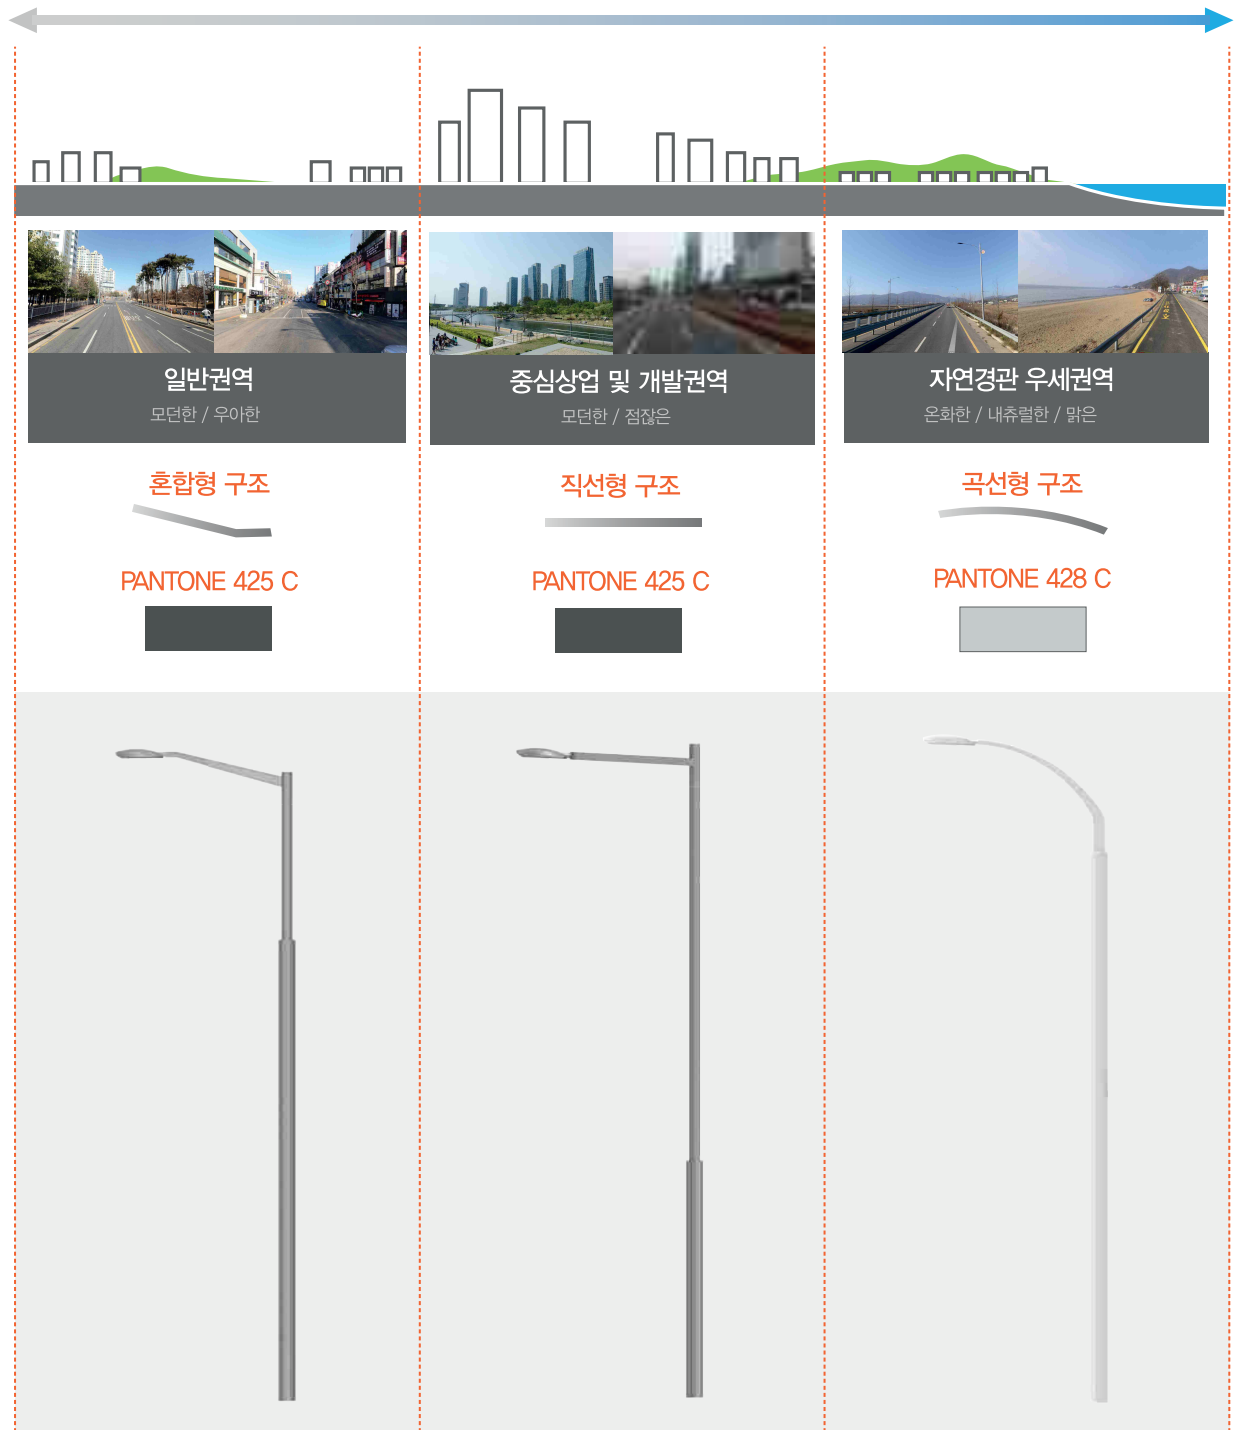 일반권역
모던한 / 우아한
혼합형 구조
PANTONE 425 C
중심상업 및 개발권역
모던한 / 점잖은
직선형 구조
PANTONE 425 C
자연경관 우세권역
온화한 / 내츄럴한 / 맑은
곡선형 구조
PANTONE 428 C